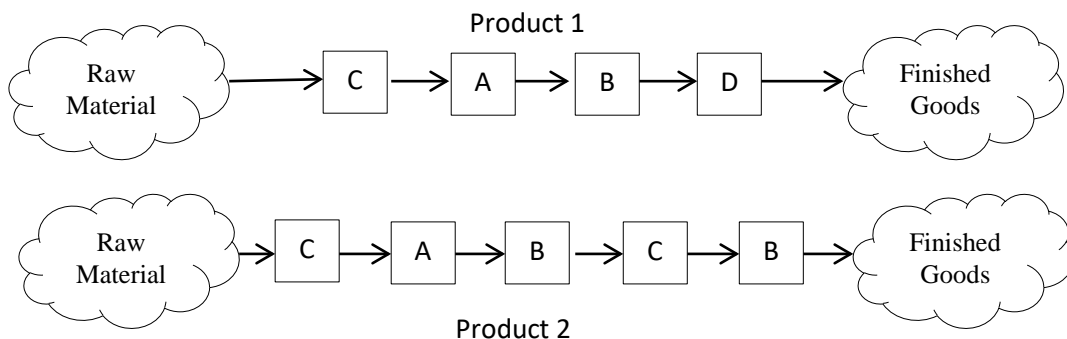 Product 1
Raw
Material
C
A
B
D
Finished
Goods
Raw
Material
C
A
B
C
B
Finished
Goods
Product 2